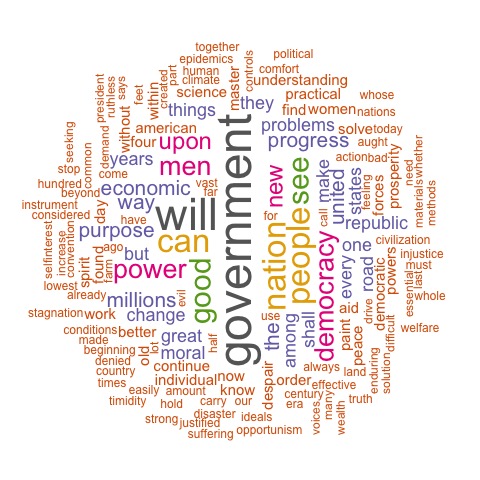 together
political
epidemics
controls
human
comfort
climate
understanding
science
master
practical
whose
president
says
ruthless
feet
created
part
within
things
they
find
women
nations
demand
without
american
four
upon
problems
solve
today
progress
aught
seeking
common
come
years
men
new
see
action
bad
prosperity
need
whether
materials
methods
stop
hundred
beyond
economic
vast
far
make
united
states
feeling
forces
instrument
considered
day
way
will
government
nation
people
for
call
republic
have
can
purpose
selfinterest
increase
convention
spirit
found
ago
farm
but
power
good
democracy
every
one
road
civilization
democratic
powers
injustice
must
last
essential
whole
lowest
already
millions
evil
use
the
among
shall
aid
paint
peace
drive
difficult
stagnation
work
change
welfare
conditions
made
better
great
half
beginning
old
lot
moral
denied
country
continue
despair
always
land
enduring
solution
times
individual
now
order
effective
easily
amount
know
century
truth
timidity
hold
carry
our
era
disaster
ideals
voices
many
wealth
strong
justified
suffering
opportunism